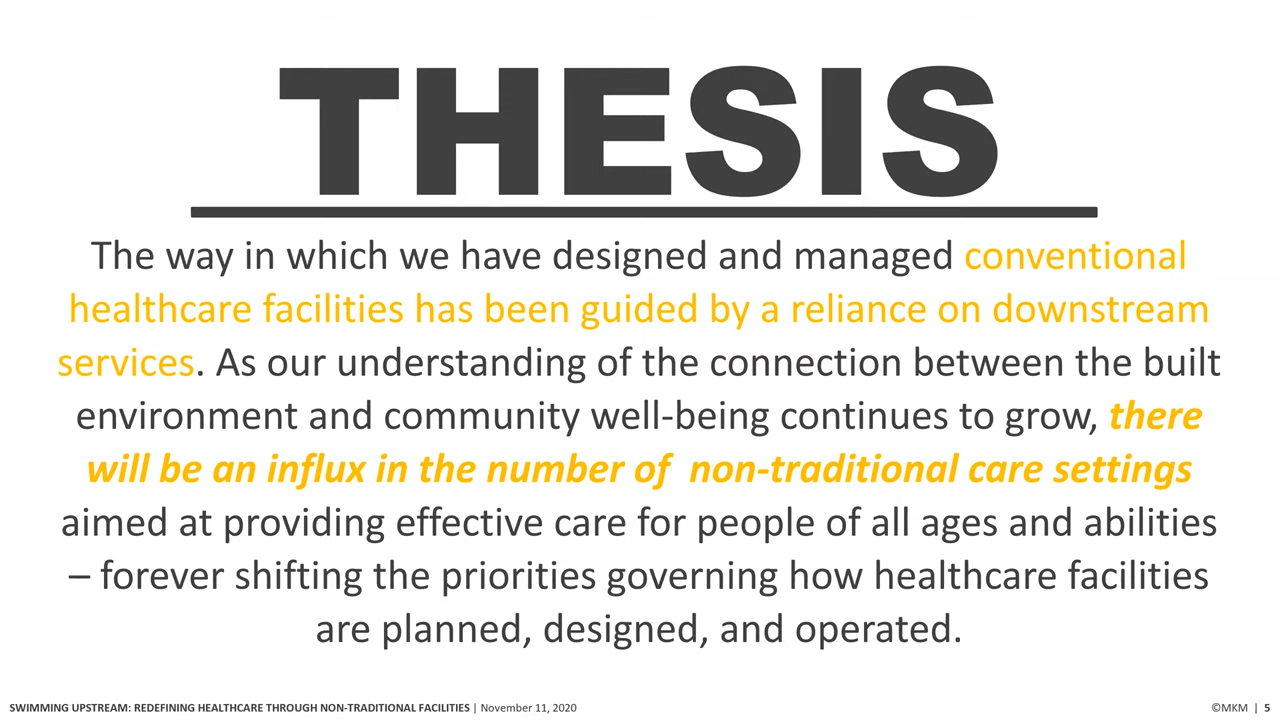 THESIS
The way in which we have designed and managed conventional
healthcare facilities has been guided by a reliance on downstream
services. As our understanding of the connection between the built
environment and community well-being continues to grow, there
will be an influx in the number of  non-traditional care settings
aimed at providing effective care for people of all ages and abilities
– forever shifting the priorities governing how healthcare facilities
are planned, designed, and operated.
SWIMMING UPSTREAM: REDEFINING HEALTHCARE THROUGH NON-TRADITIONAL FACILITIES | November 11, 2020
©MKM | 5